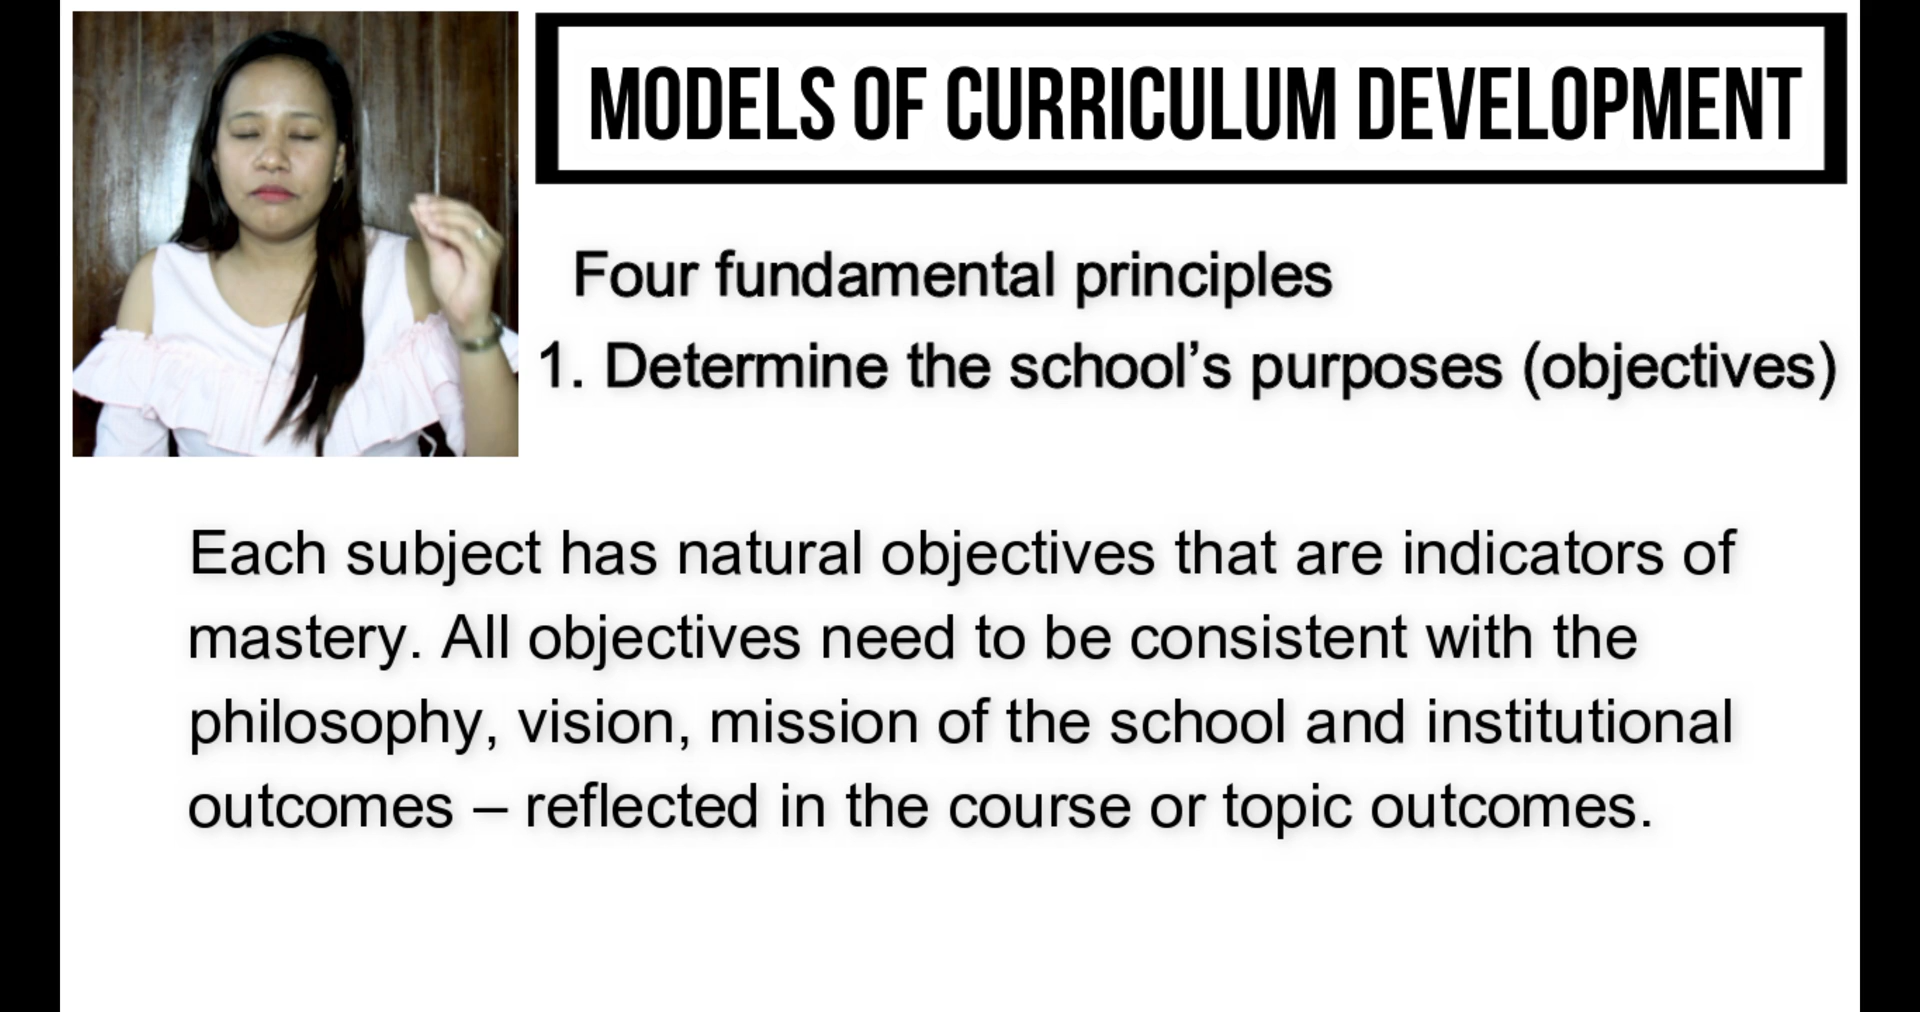 MODELS OF CURRICULUM DEVELOPMENT
Four fundamental principles
1. Determine the school’s purposes (objectives)
Each subject has natural objectives that are indicators of
mastery. All objectives need to be consistent with the
philosophy, vision, mission of the school and institutional
outcomes – reflected in the course or topic outcomes.